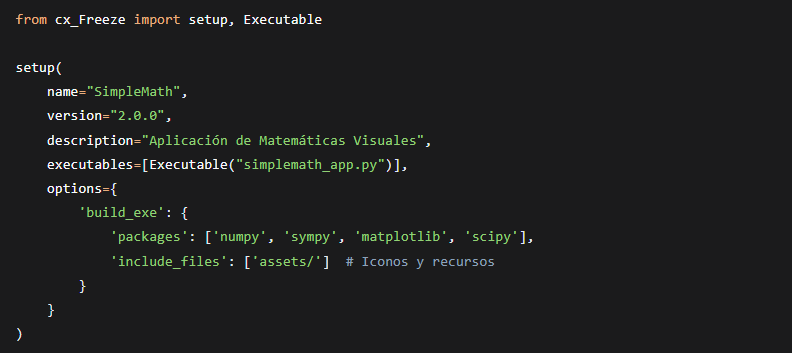 from cx_Freeze import setup, Executable
setup(
    name="SimpleMath",
    version="2.0.0",
    description="Aplicación de Matemáticas Visuales",
    executables=[Executable("simplemath_app.py")],
    options={
        'build_exe': {
            'packages': ['numpy', 'sympy', 'matplotlib', 'scipy'],
            'include_files': ['assets/']  # Iconos y recursos
        }
    }
)